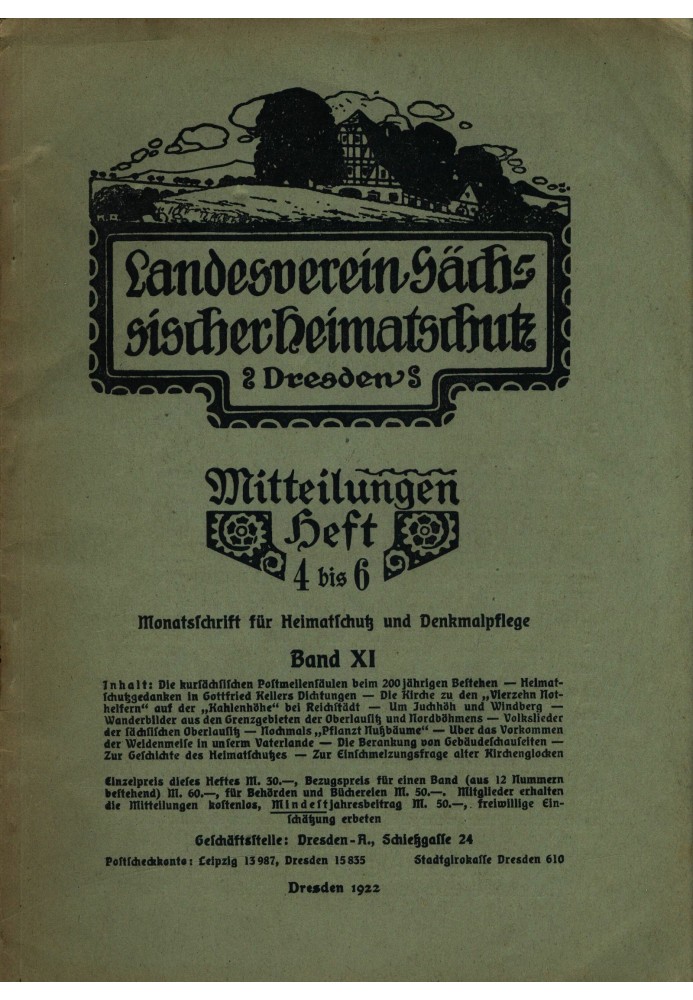 Landesverein Säch-
sischer Heimatschutz
Dresden
Mitteilungen
Heft
4 bis 6
Monatsschrift für Heimatschutz und Denkmalpflege
Band XI
Inhalt: Die kursächsischen Postmeilensäulen beim 200jährigen Bestehen — Heimat-
schutzgedanken in Gottfried Kellers Dichtungen — Die Kirche zu den „Vierzehn Not-
helfern“ auf der „Kahlenhöhe“ bei Reichstädt — Um Juchhöh und Windberg —
Wanderbilder aus den Grenzgebieten der Oberlausitz und Nordböhmens — Volkslieder
der sächsischen Oberlausitz — Nochmals „Pflanzt Nußbäume“ — Über das Vorkommen
der Weidenmeise in unserm Vaterlande — Die Berankung von Gebäudeschauseiten —
Zur Geschichte des Heimatschutzes — Zur Einschmelzungsfrage alter Kirchenglocken
Einzelpreis dieses Heftes M. 30.—, Bezugspreis für einen Band (aus 12 Nummern
bestehend) M. 60.—, für Behörden und Büchereien M. 50.—. Mitglieder erhalten
die Mitteilungen kostenlos, Mindestjahresbeitrag M. 50.—, freiwillige Ein-
schätzung erbeten
Geschäftsstelle: Dresden-A., Schießgasse 24
Postscheckkonto: Leipzig 13987, Dresden 15835 Stadtgirokasse Dresden 610
Dresden 1922